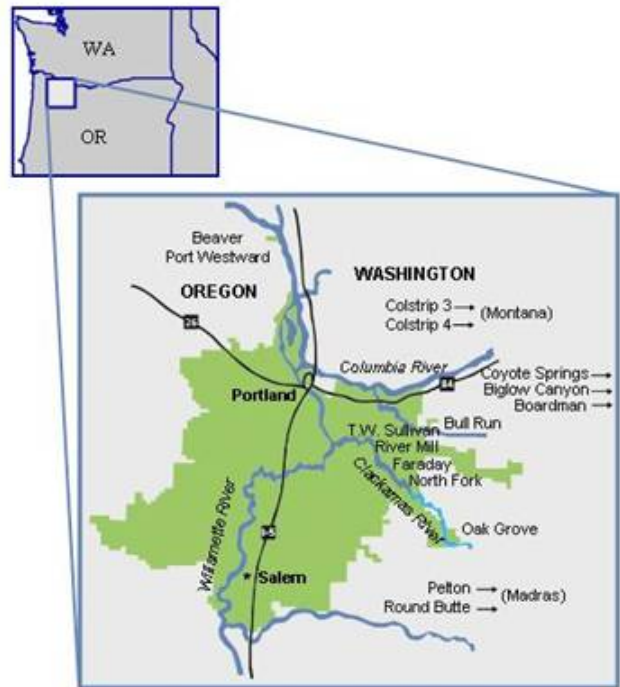 WA
OR
Beaver
Port Westward
WASHINGTON
OREGON
Colstrip 3
(Montana)
Colstrip 4
26
Columbia River
84
Coyote Springs
Biglow Canyon
Boardman
Portland
Bull Run
T.W. Sullivan
River Mill
Faraday
North Fork
Clackamas River
Willamette River
Oak Grove
Salem
Pelton
(Madras)
Round Butte